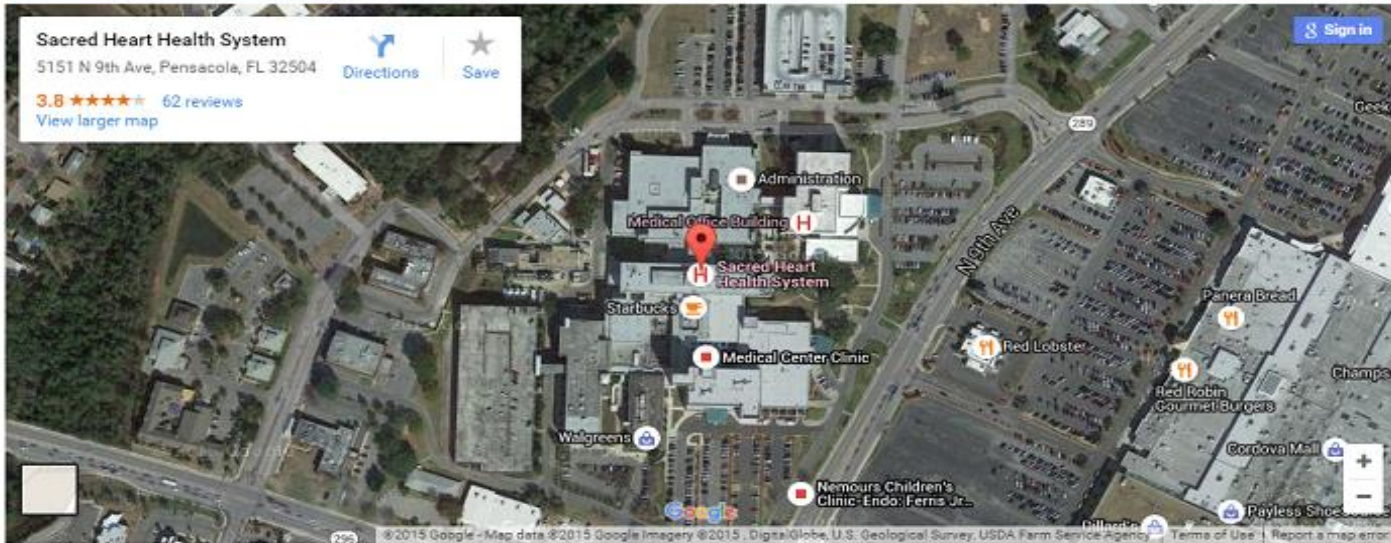 Sacred Heart Health System
5151 N 9th Ave, Pensacola, FL 32504
Directions
Save
3.8
62 reviews
View larger map
8 Sign in
Geek
289
Administration
Medical Office Building
H
N 9th Ave
Sacred Heart
Health System
H
Starbucks
Panera Bread
Red Lobster
Medical Center Clinic
Champs
Red Robin
Gourmet Burgers
Walgreens
Cordova Mall
+
Nemours Children's
Clinic-Endo: Ferris Jr...
−
Google
Dillard's
Payless ShoeSource
296
©2015 Google - Map data ©2015 Google Imagery ©2015 , DigitalGlobe, U.S. Geological Survey, USDA Farm Service Agency
Terms of Use
Report a map error